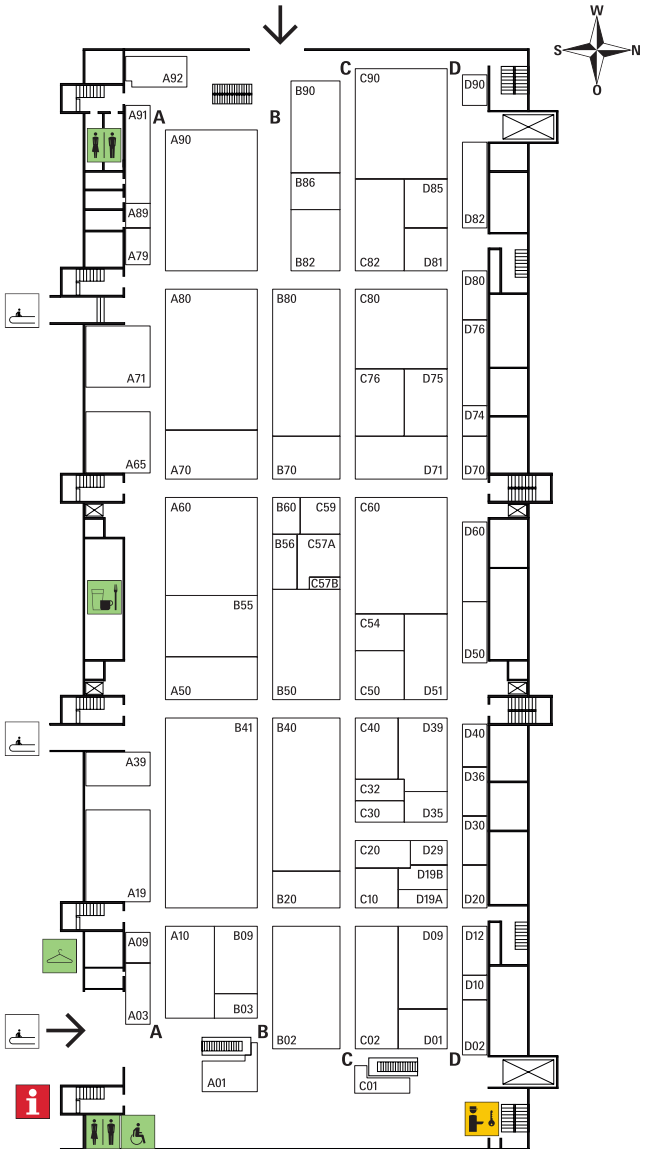 W
S N
O
C D
A92 C90 D90
B90
A91 A B
A90
B86 D85
A89 D82
A79 B82 C82 D81
A80 B80 C80 D80
D76
A71 C76 D75
D74
A65 A70 B70 D71 D70
A60 B60 C59 C60
D60
B56 C57A
C57B
B55
C54
D50
A50 B50 C50 D51
B41 B40 C40 D39 D40
A39
D36
C32
C30 D35
D30
C20 D29
D19B
A19 B20 C10 D19A D20
A10 B09 D09 D12
A09
D10
B03
A03
A B B02 C02 D01 D02
C D
A01 C01
i